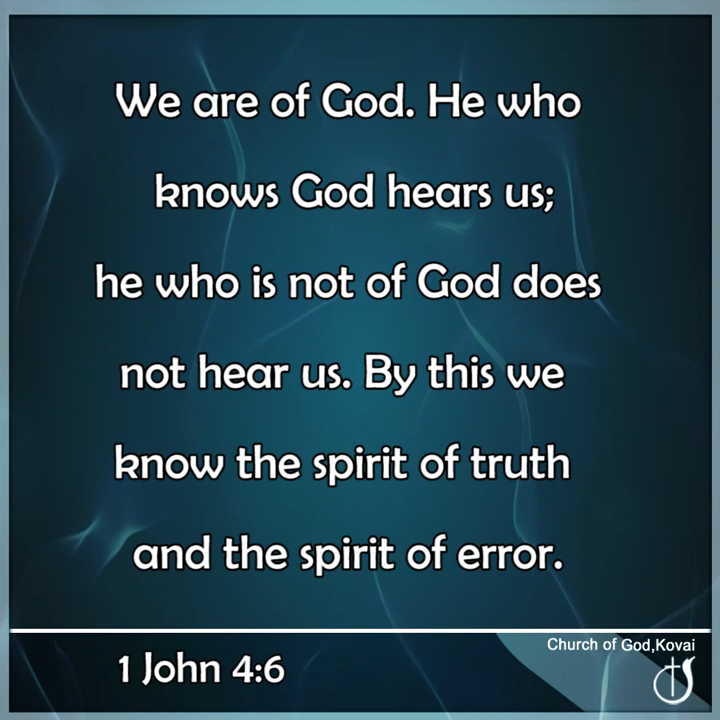 We are of God. He who
knows God hears us;
he who is not of God does
not hear us. By this we
know the spirit of truth
and the spirit of error.
1 John 4:6
Church of God,Kovai